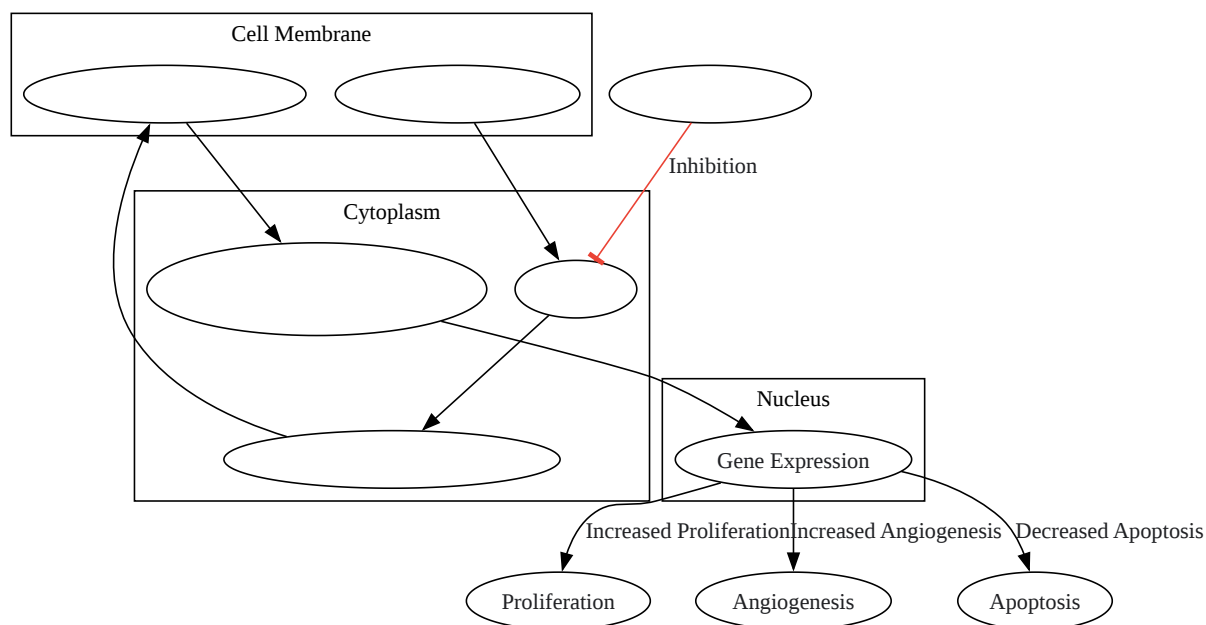 Cell Membrane
Inhibition
Cytoplasm
Nucleus
Gene Expression
Increased Proliferation
Increased Angiogenesis
Decreased Apoptosis
Proliferation
Angiogenesis
Apoptosis